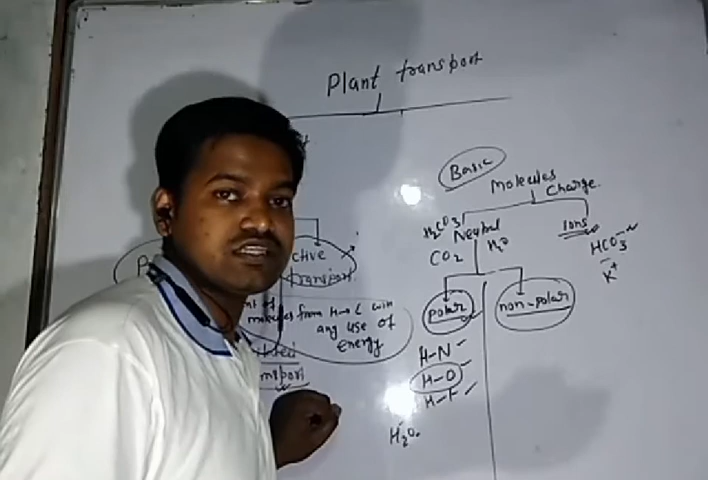 Plant transport
Basic
Molecules
Charge
H2CO3
Neutral
H2O
CO2
Ions
HCO3-
K+
polar
non-polar
H-N
H-O
H-F
H2O
transport
molecules from H→L with
any use of
Energy